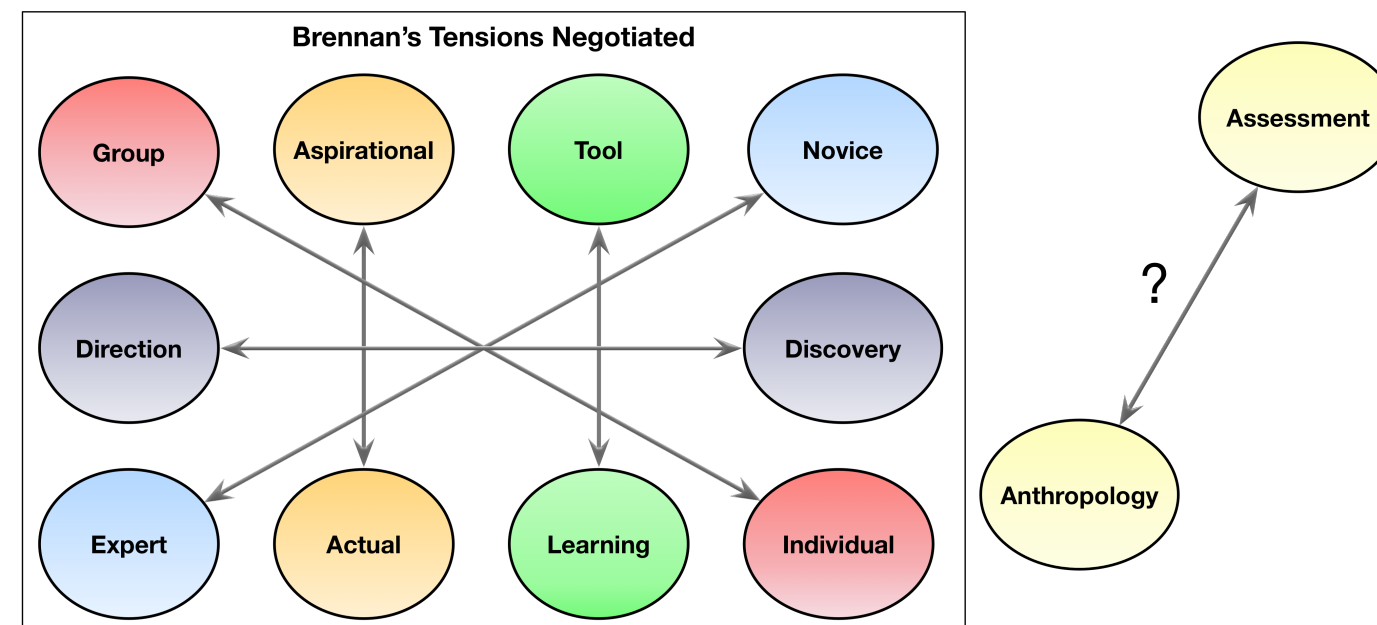 Brennan’s Tensions Negotiated
Group
Aspirational
Tool
Novice
Direction
Discovery
Expert
Actual
Learning
Individual
Assessment
?
Anthropology